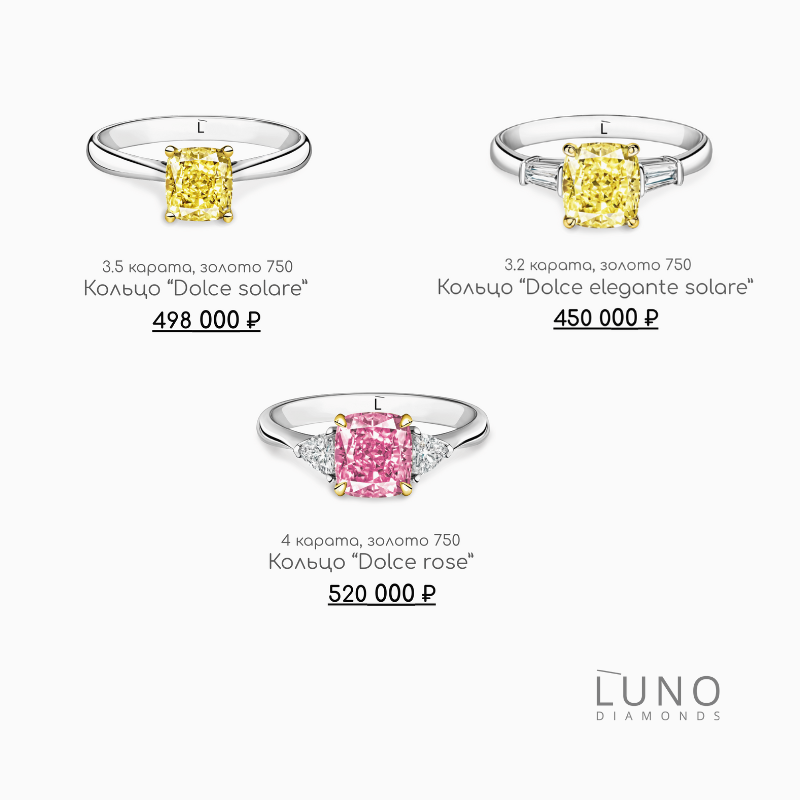 L
3.5 карата, золото 750
Кольцо “Dolce solare”
498 000 ₽
L
3.2 карата, золото 750
Кольцо “Dolce elegante solare”
450 000 ₽
L
4 карата, золото 750
Кольцо “Dolce rose”
520 000 ₽
LUNO
DIAMONDS